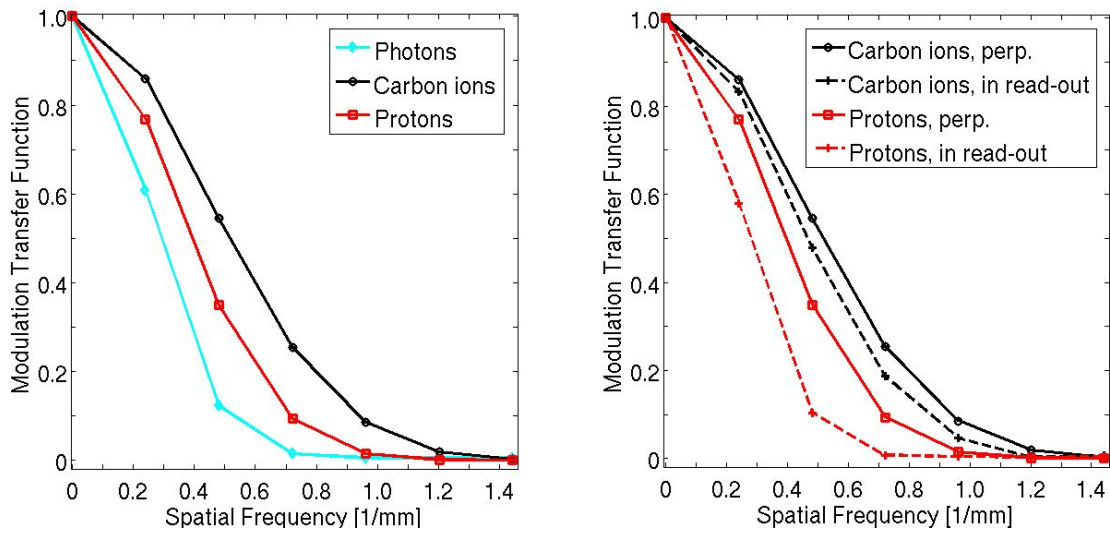 1.0
0.8
0.6
0.4
0.2
0
Modulation Transfer Function
Photons
Carbon ions
Protons
0 0.2 0.4 0.6 0.8 1.0 1.2 1.4
Spatial Frequency [1/mm]
1.0
0.8
0.6
0.4
0.2
0
Modulation Transfer Function
Carbon ions, perp.
Carbon ions, in read-out
Protons, perp.
Protons, in read-out
0 0.2 0.4 0.6 0.8 1.0 1.2 1.4
Spatial Frequency [1/mm]